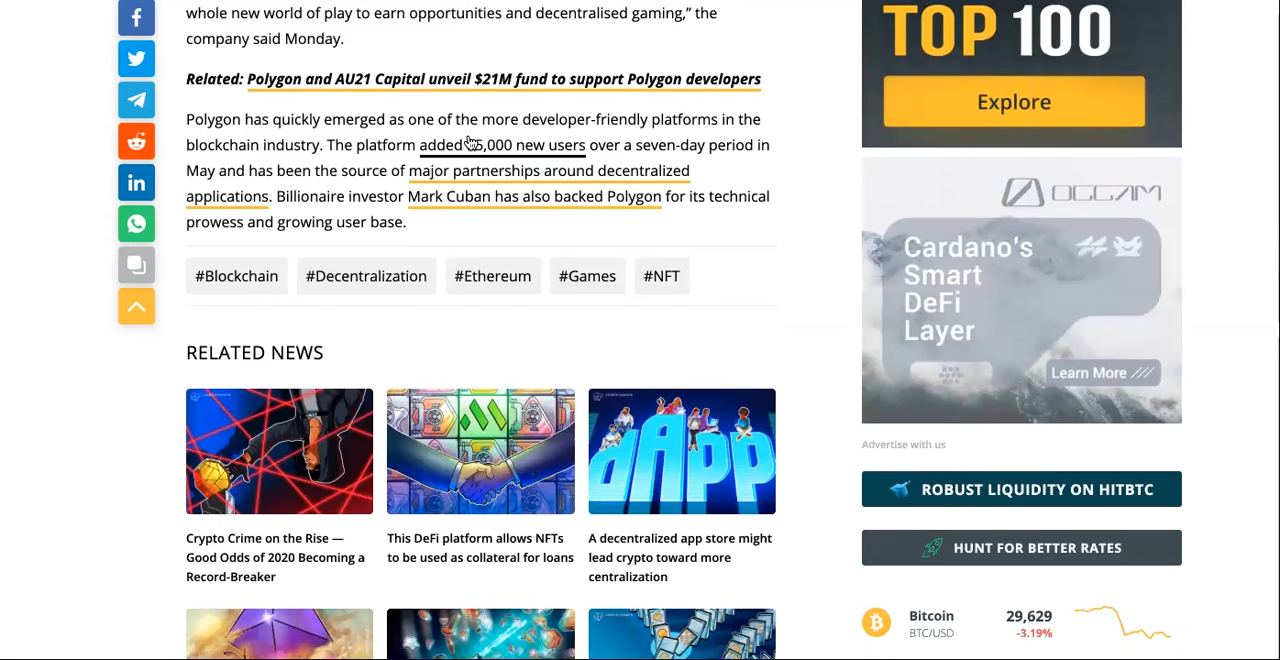 whole new world of play to earn opportunities and decentralised gaming,” the
company said Monday.
Related: Polygon and AU21 Capital unveil $21M fund to support Polygon developers
Polygon has quickly emerged as one of the more developer-friendly platforms in the
blockchain industry. The platform added 5,000 new users over a seven-day period in
May and has been the source of major partnerships around decentralized
applications. Billionaire investor Mark Cuban has also backed Polygon for its technical
prowess and growing user base.
#Blockchain
#Decentralization
#Ethereum
#Games
#NFT
RELATED NEWS
dApp
Crypto Crime on the Rise —
Good Odds of 2020 Becoming a
Record-Breaker
This DeFi platform allows NFTs
to be used as collateral for loans
A decentralized app store might
lead crypto toward more
centralization
TOP 100
Explore
OCCAM
Cardano's
Smart
DeFi
Layer
Learn More ///
Advertise with us
ROBUST LIQUIDITY ON HITBTC
HUNT FOR BETTER RATES
Bitcoin 29,629
BTC/USD -3.19%